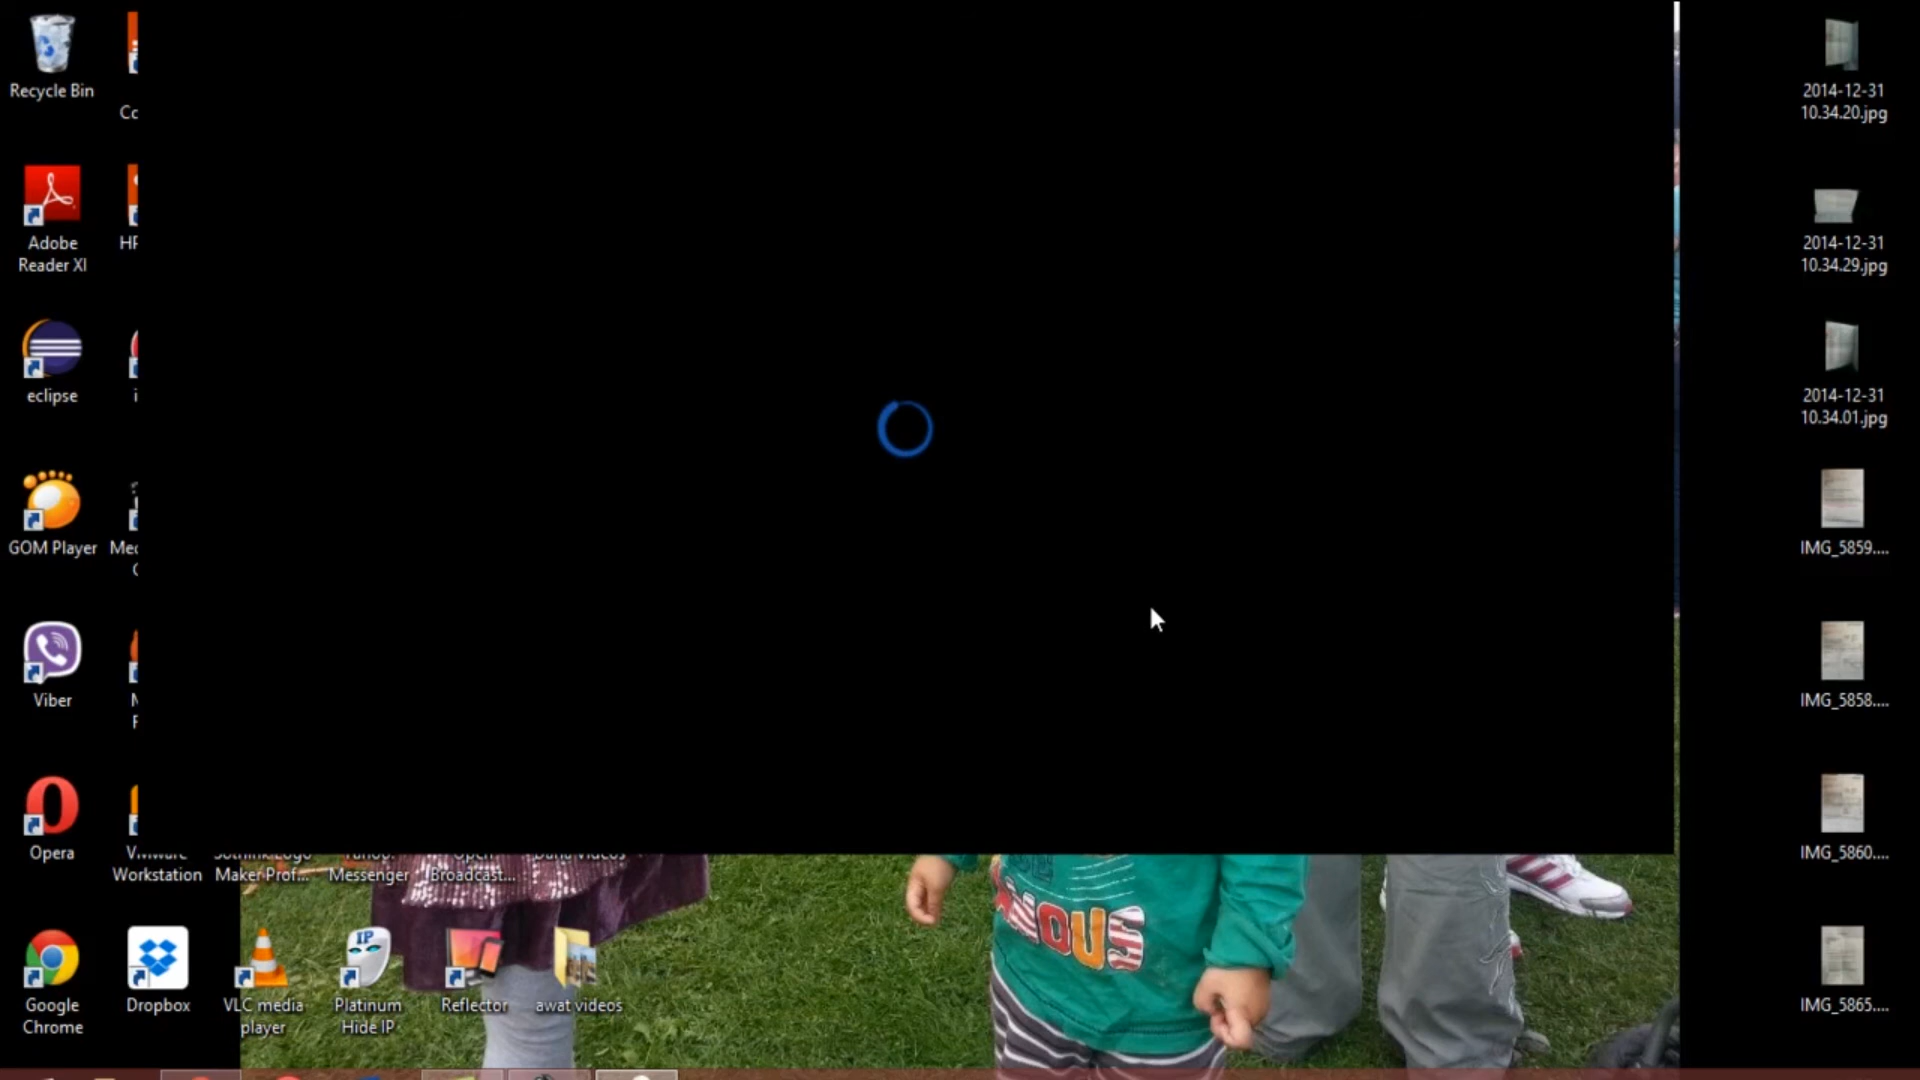 Recycle Bin
Adobe
Reader XI
eclipse
GOM Player
Viber
Opera
Workstation
Maker Prof...
Messenger
Broadcast...
Google
Chrome
Dropbox
VLC media
player
IP
Platinum
Hide IP
Reflector
awat videos
2014-12-31
10.34.20.jpg
2014-12-31
10.34.29.jpg
2014-12-31
10.34.01.jpg
IMG_5859....
IMG_5858....
IMG_5860....
IMG_5865....